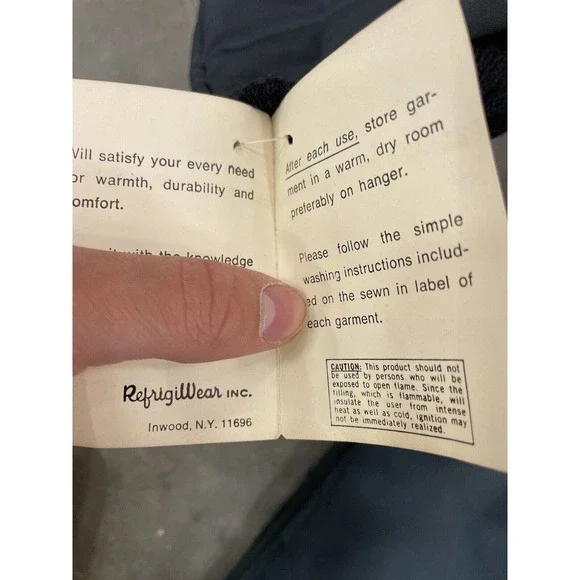 Will satisfy your every need
or warmth, durability and
omfort.
it with the knowledge
RefrigiWear INC.
Inwood, N.Y. 11696
After each use, store gar-
ment in a warm, dry room
preferably on hanger.
Please follow the simple
washing instructions includ-
ed on the sewn in label of
each garment.
CAUTION: This product should not
be used by persons who will be
exposed to open flame. Since the
filling, which is flammable, will
insulate the user from intense
heat as well as cold, ignition may
not be immediately realized.